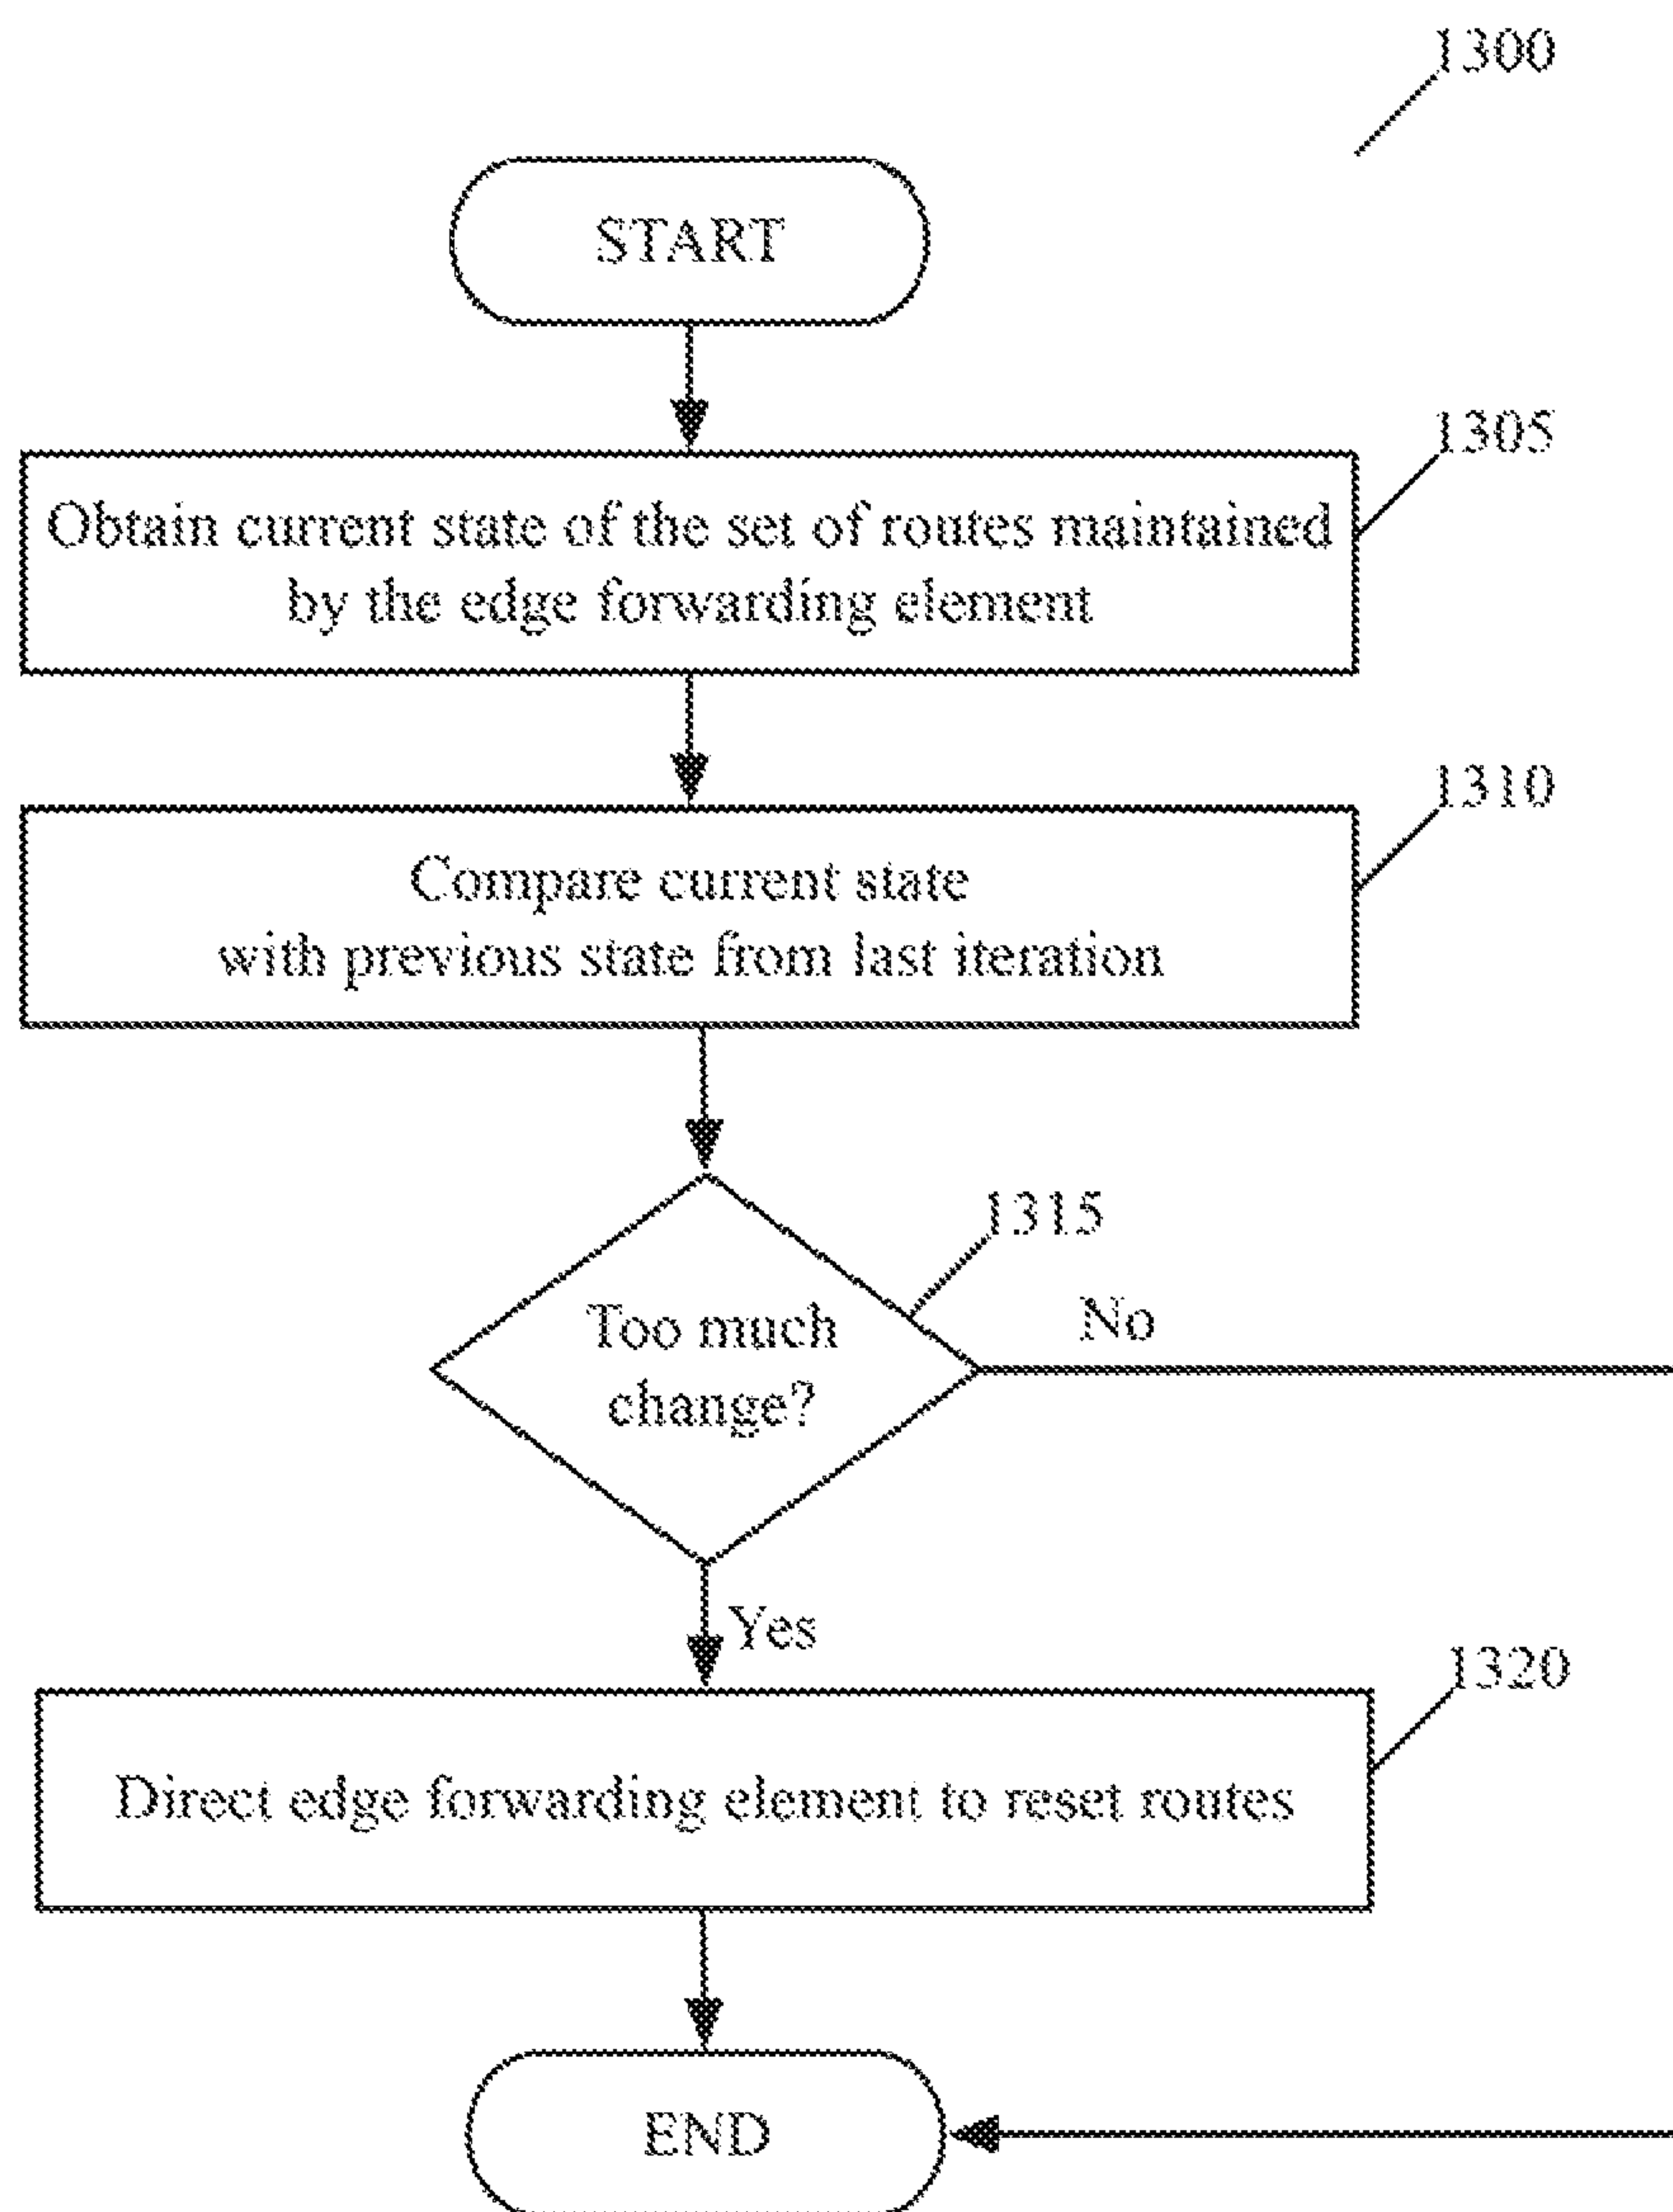 1300
START
1305
Obtain current state of the set of routes maintained
by the edge forwarding element
1310
Compare current state
with previous state from last iteration
1315
Too much
change?
No
Yes
1320
Direct edge forwarding element to reset routes
END